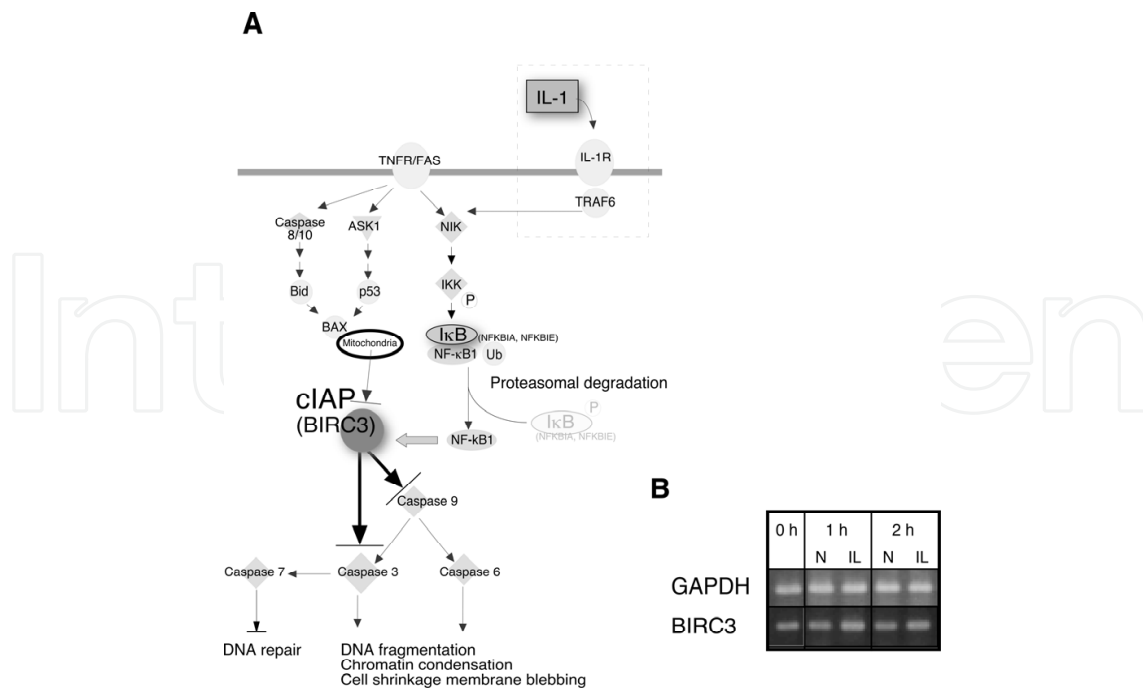 A
IL-1
TNFR/FAS
IL-1R
TRAF6
Caspase
8/10
ASK1
NIK
Bid
p53
IKK
P
BAX
Mitochondria
IκB (NFKBIA, NFKBIE)
NF-κB1
Ub
Proteasomal degradation
P
IκB
(NFKBIA, NFKBIE)
cIAP
(BIRC3)
NF-kB1
Caspase 9
Caspase 7
Caspase 3
Caspase 6
DNA repair
DNA fragmentation
Chromatin condensation
Cell shrinkage membrane blebbing
B
0 h 1 h 2 h
N IL N IL
GAPDH
BIRC3